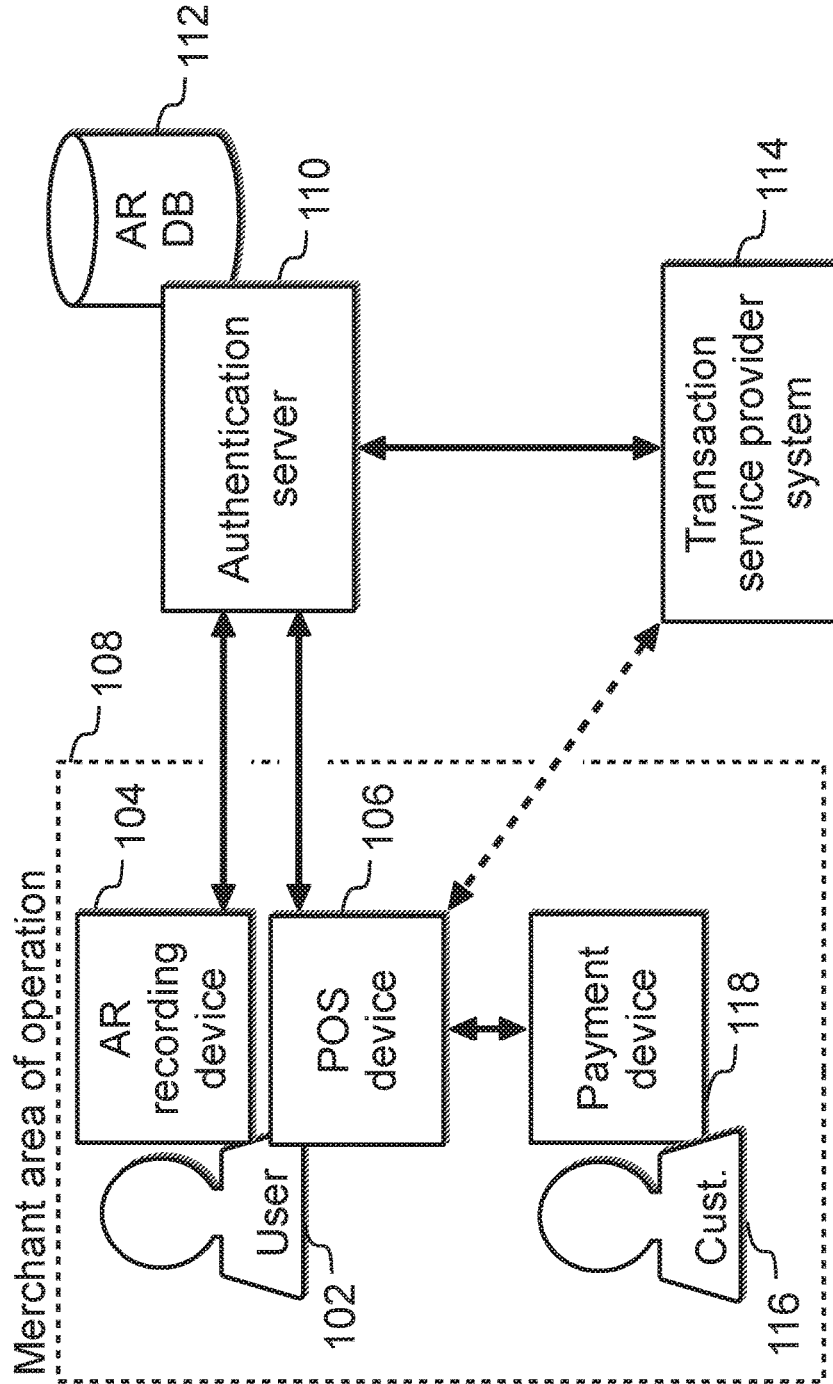 Merchant area of operation
108
AR
recording
device
104
User
102
POS
device
106
Payment
device
118
Cust.
116
Authentication
server
110
AR
DB
112
Transaction
service provider
system
114